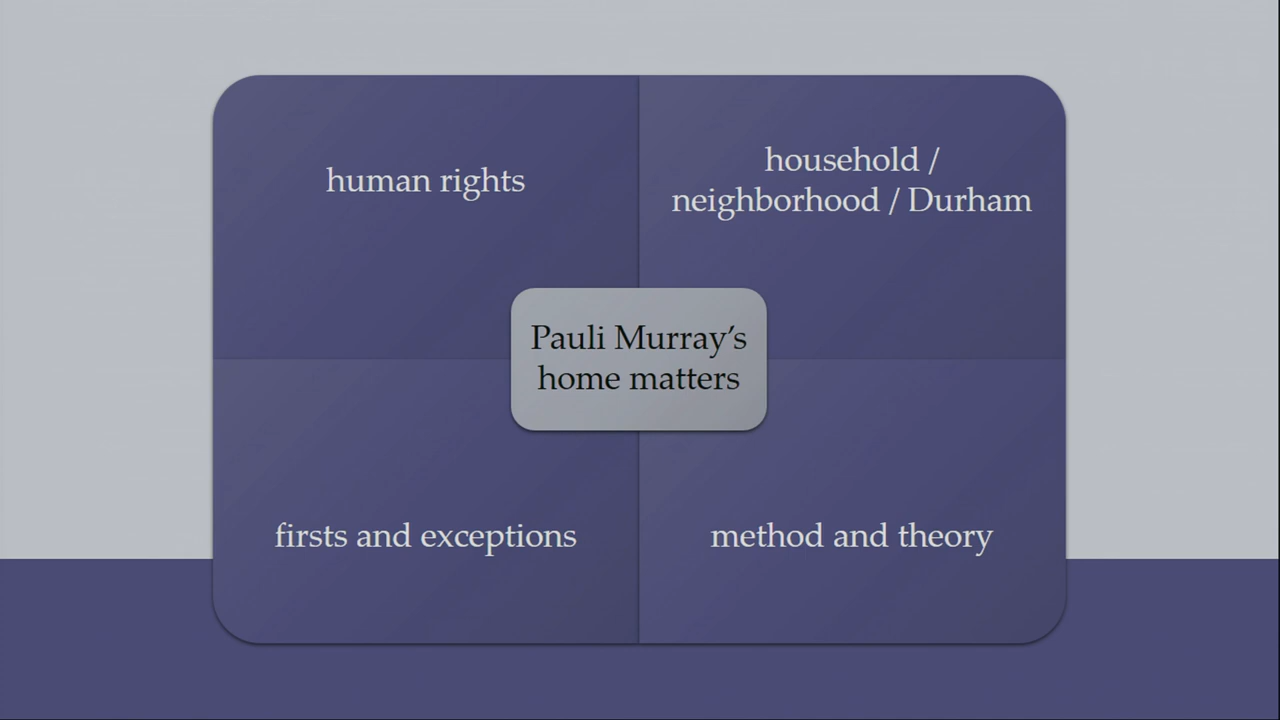 human rights
household /
neighborhood / Durham
Pauli Murray’s
home matters
firsts and exceptions
method and theory